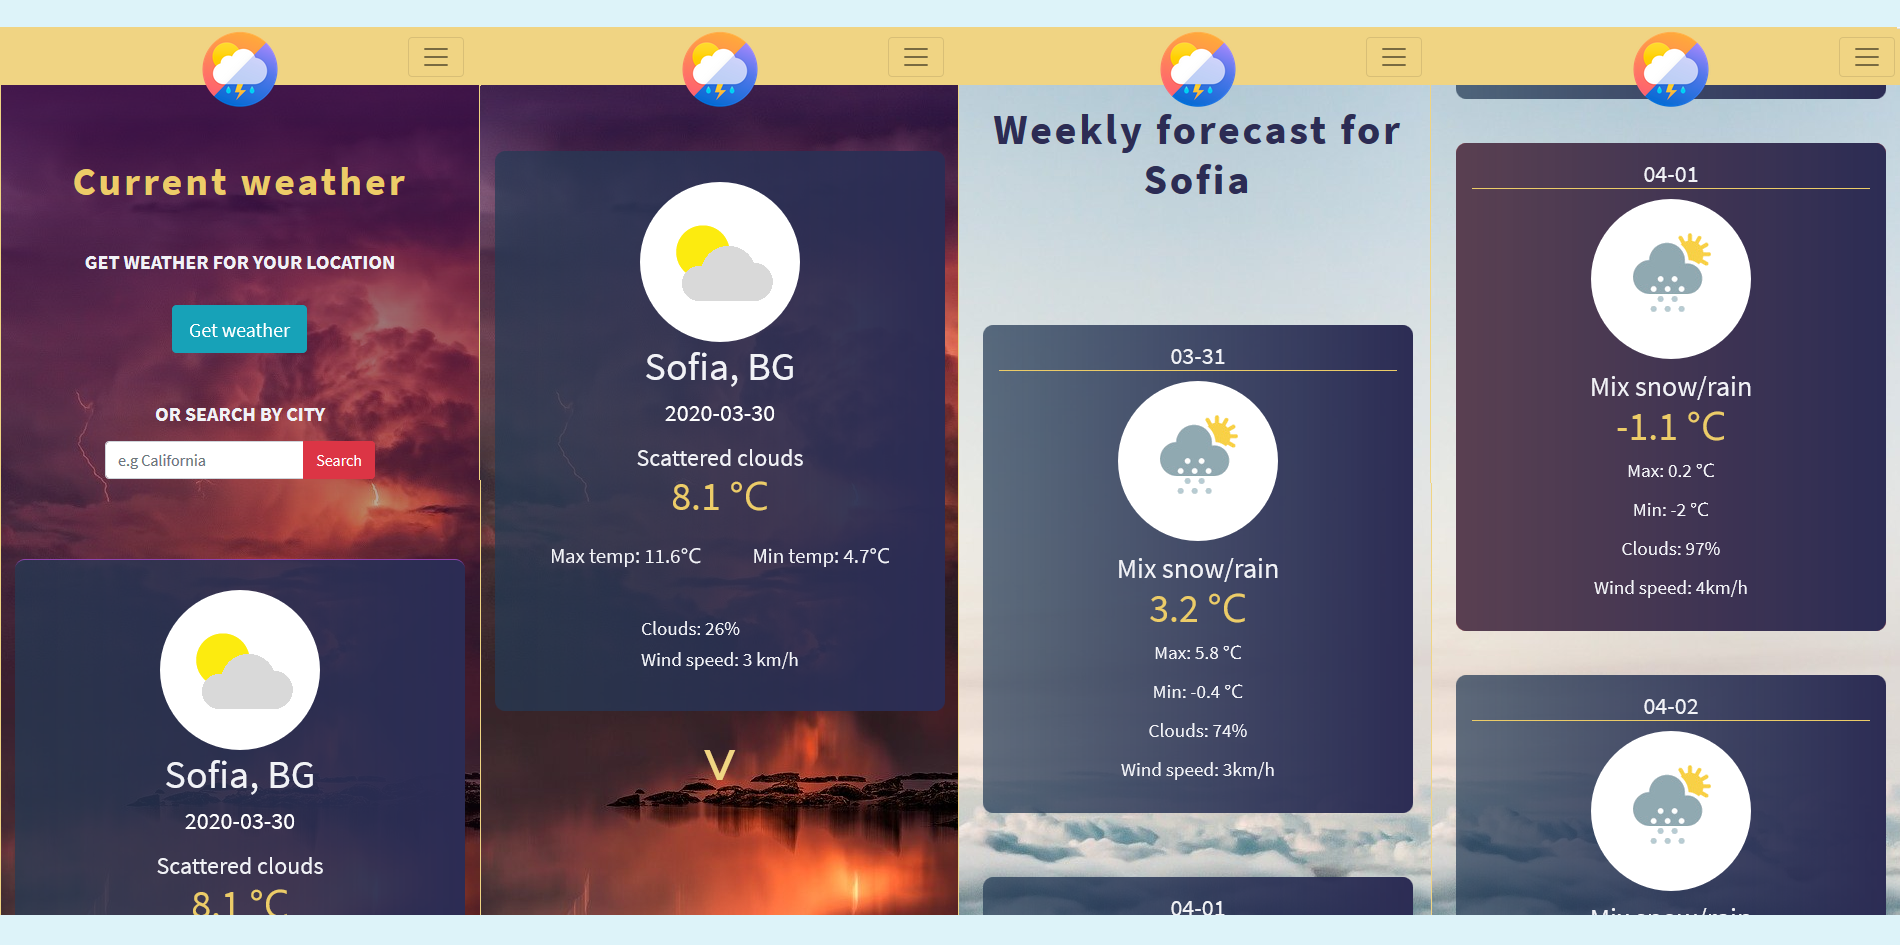 Current weather
GET WEATHER FOR YOUR LOCATION
Get weather
OR SEARCH BY CITY
e.g California
Search
Sofia, BG
2020-03-30
Scattered clouds
8.1 °C
Sofia, BG
2020-03-30
Scattered clouds
8.1 °C
Max temp: 11.6°C
Min temp: 4.7°C
Clouds: 26%
Wind speed: 3 km/h
Weekly forecast for
Sofia
03-31
Mix snow/rain
3.2 °C
Max: 5.8 °C
Min: -0.4 °C
Clouds: 74%
Wind speed: 3km/h
04-01
04-01
Mix snow/rain
-1.1 °C
Max: 0.2 °C
Min: -2 °C
Clouds: 97%
Wind speed: 4km/h
04-02
Mix snow/rain